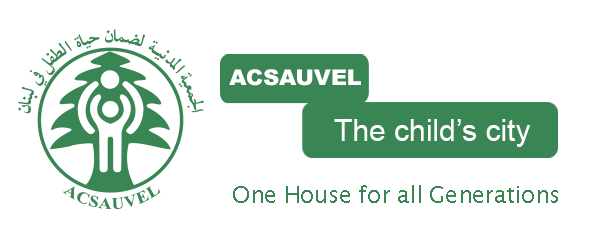 الجمعية المدنية لضمان حياة الطفل في لبنان
ACSAUVEL
ACSAUVEL
The child's city
One House for all Generations